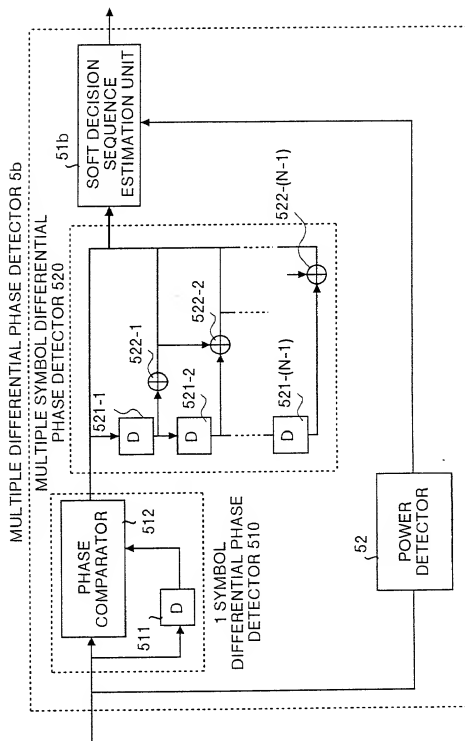 MULTIPLE DIFFERENTIAL PHASE DETECTOR 5b
MULTIPLE SYMBOL DIFFERENTIAL
PHASE DETECTOR 520
51b
SOFT DECISION
SEQUENCE
ESTIMATION UNIT
PHASE
COMPARATOR
512
511
D
1 SYMBOL
DIFFERENTIAL PHASE
DETECTOR 510
521-1
D
522-1
521-2
D
522-2
521-(N-1)
D
522-(N-1)
52
POWER
DETECTOR